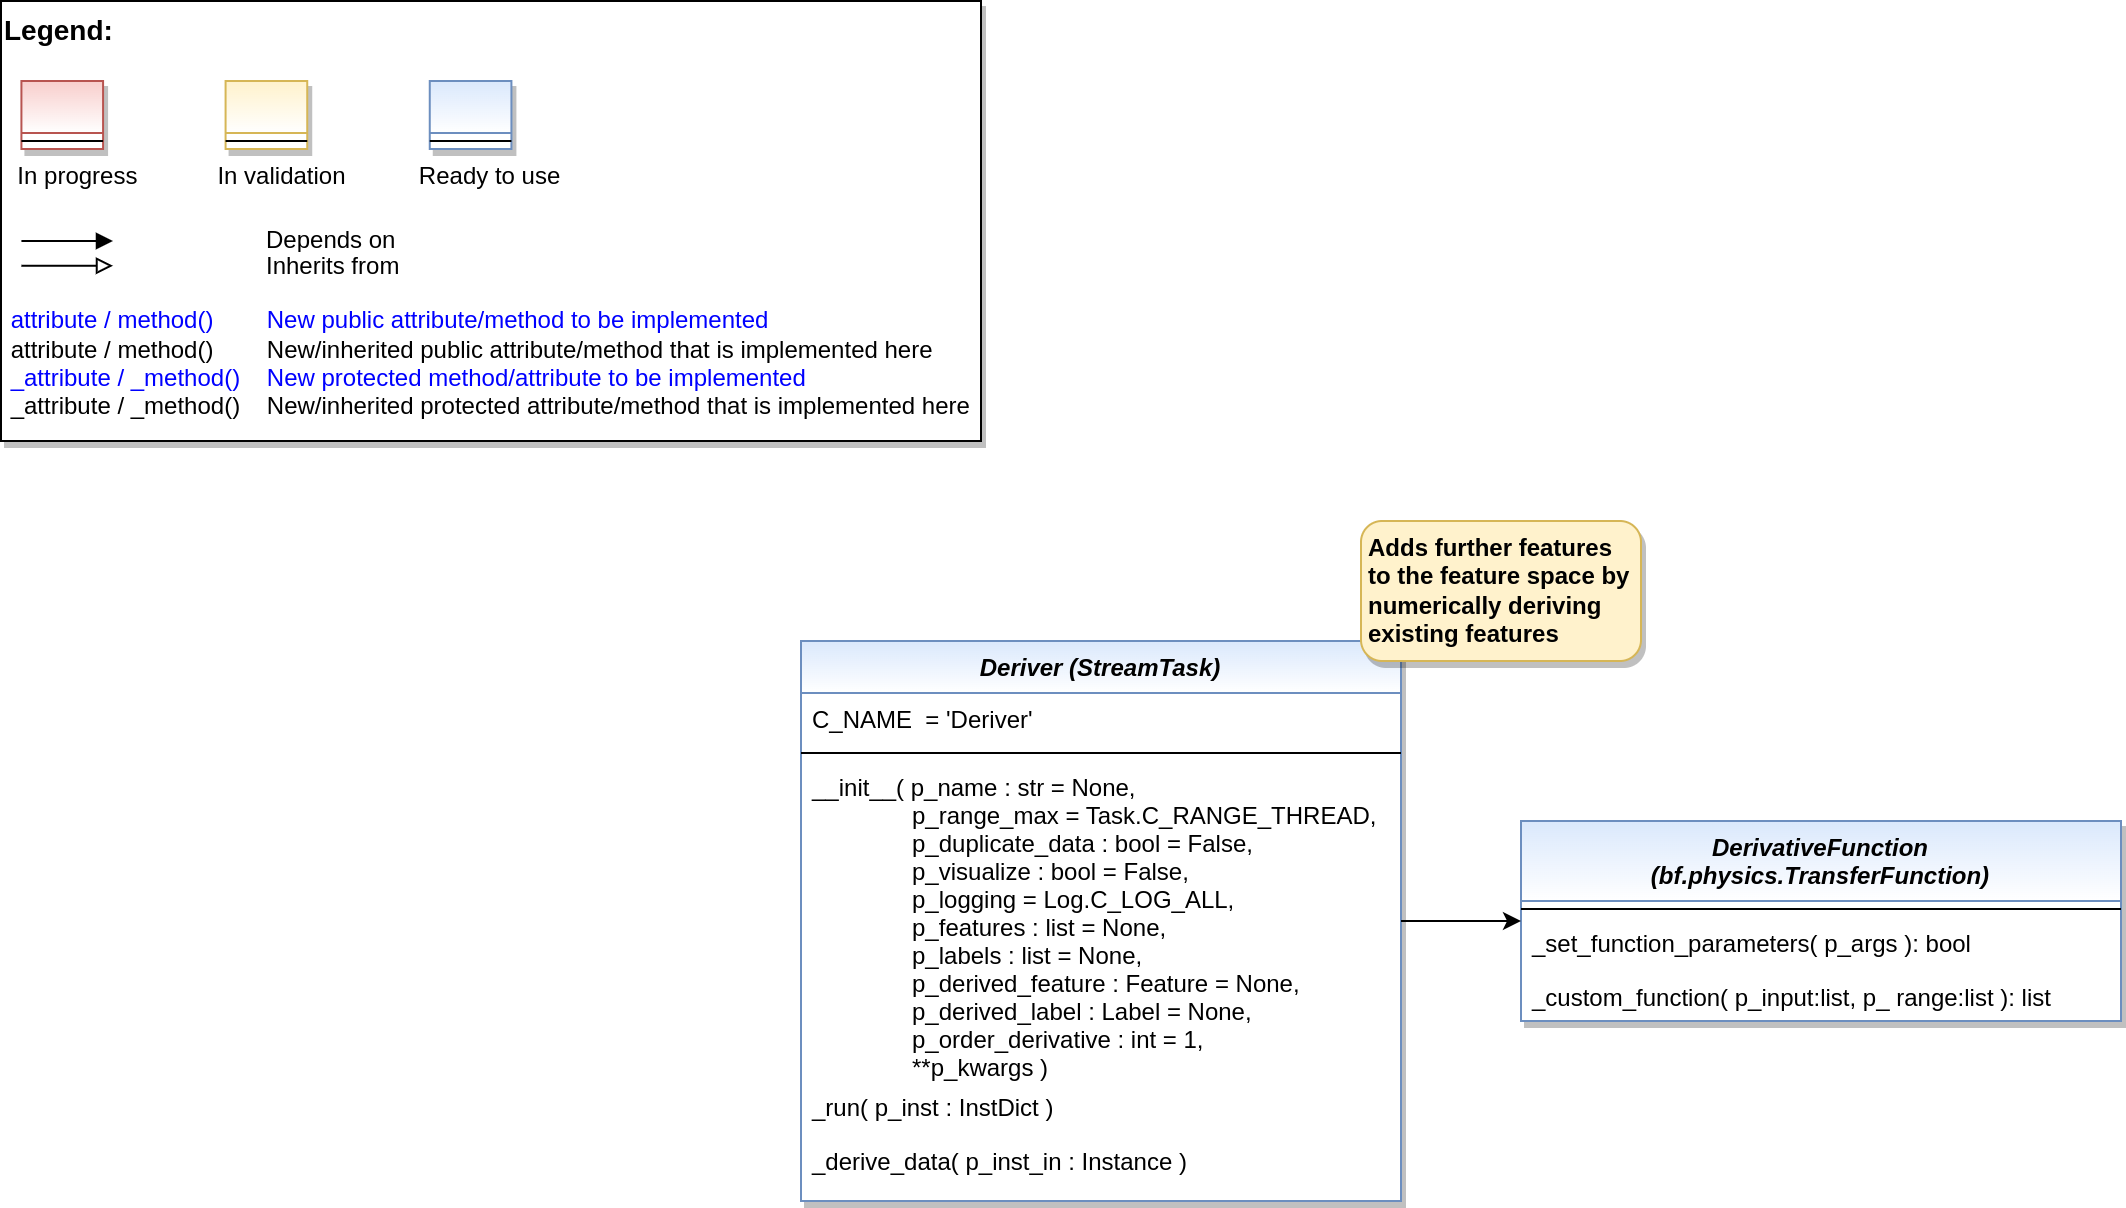 Legend:
In progress
In validation
Ready to use
Depends on
Inherits from
attribute / method() New public attribute/method to be implemented
attribute / method() New/inherited public attribute/method that is implemented here
_attribute / _method() New protected method/attribute to be implemented
_attribute / _method() New/inherited protected attribute/method that is implemented here
Adds further features
to the feature space by
numerically deriving
existing features
Deriver (StreamTask)
C_NAME  = 'Deriver'
__init__( p_name : str = None,
p_range_max = Task.C_RANGE_THREAD,
p_duplicate_data : bool = False,
p_visualize : bool = False,
p_logging = Log.C_LOG_ALL,
p_features : list = None,
p_labels : list = None,
p_derived_feature : Feature = None,
p_derived_label : Label = None,
p_order_derivative : int = 1,
**p_kwargs )
_run( p_inst : InstDict )
_derive_data( p_inst_in : Instance )
DerivativeFunction
(bf.physics.TransferFunction)
_set_function_parameters( p_args ): bool
_custom_function( p_input:list, p_ range:list ): list